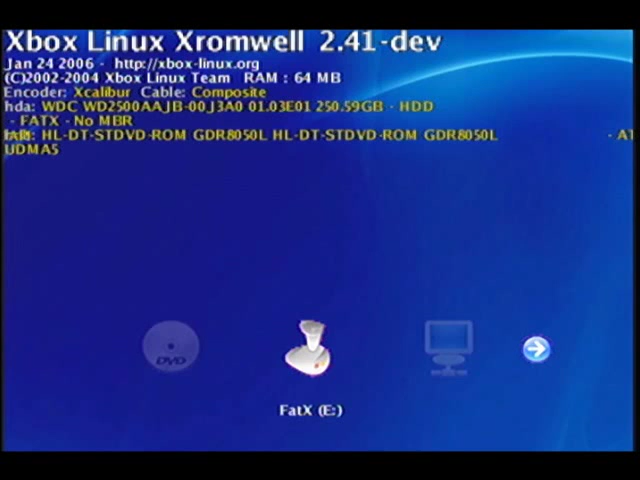 Xbox Linux Xromwell 2.41-dev
Jan 24 2006 - http://xbox-linux.org
(C)2002-2004 Xbox Linux Team RAM : 64 MB
Encoder: Xcalibur Cable: Composite
hda: WDC WD2500AAJB-00J3A0 01.03E01 250.59GB - HDD
- FATX - No MBR
HL-DT-STDVD-ROM GDR8050L HL-DT-STDVD-ROM GDR8050L - AT
UDMA5
DVD
FatX (E:)